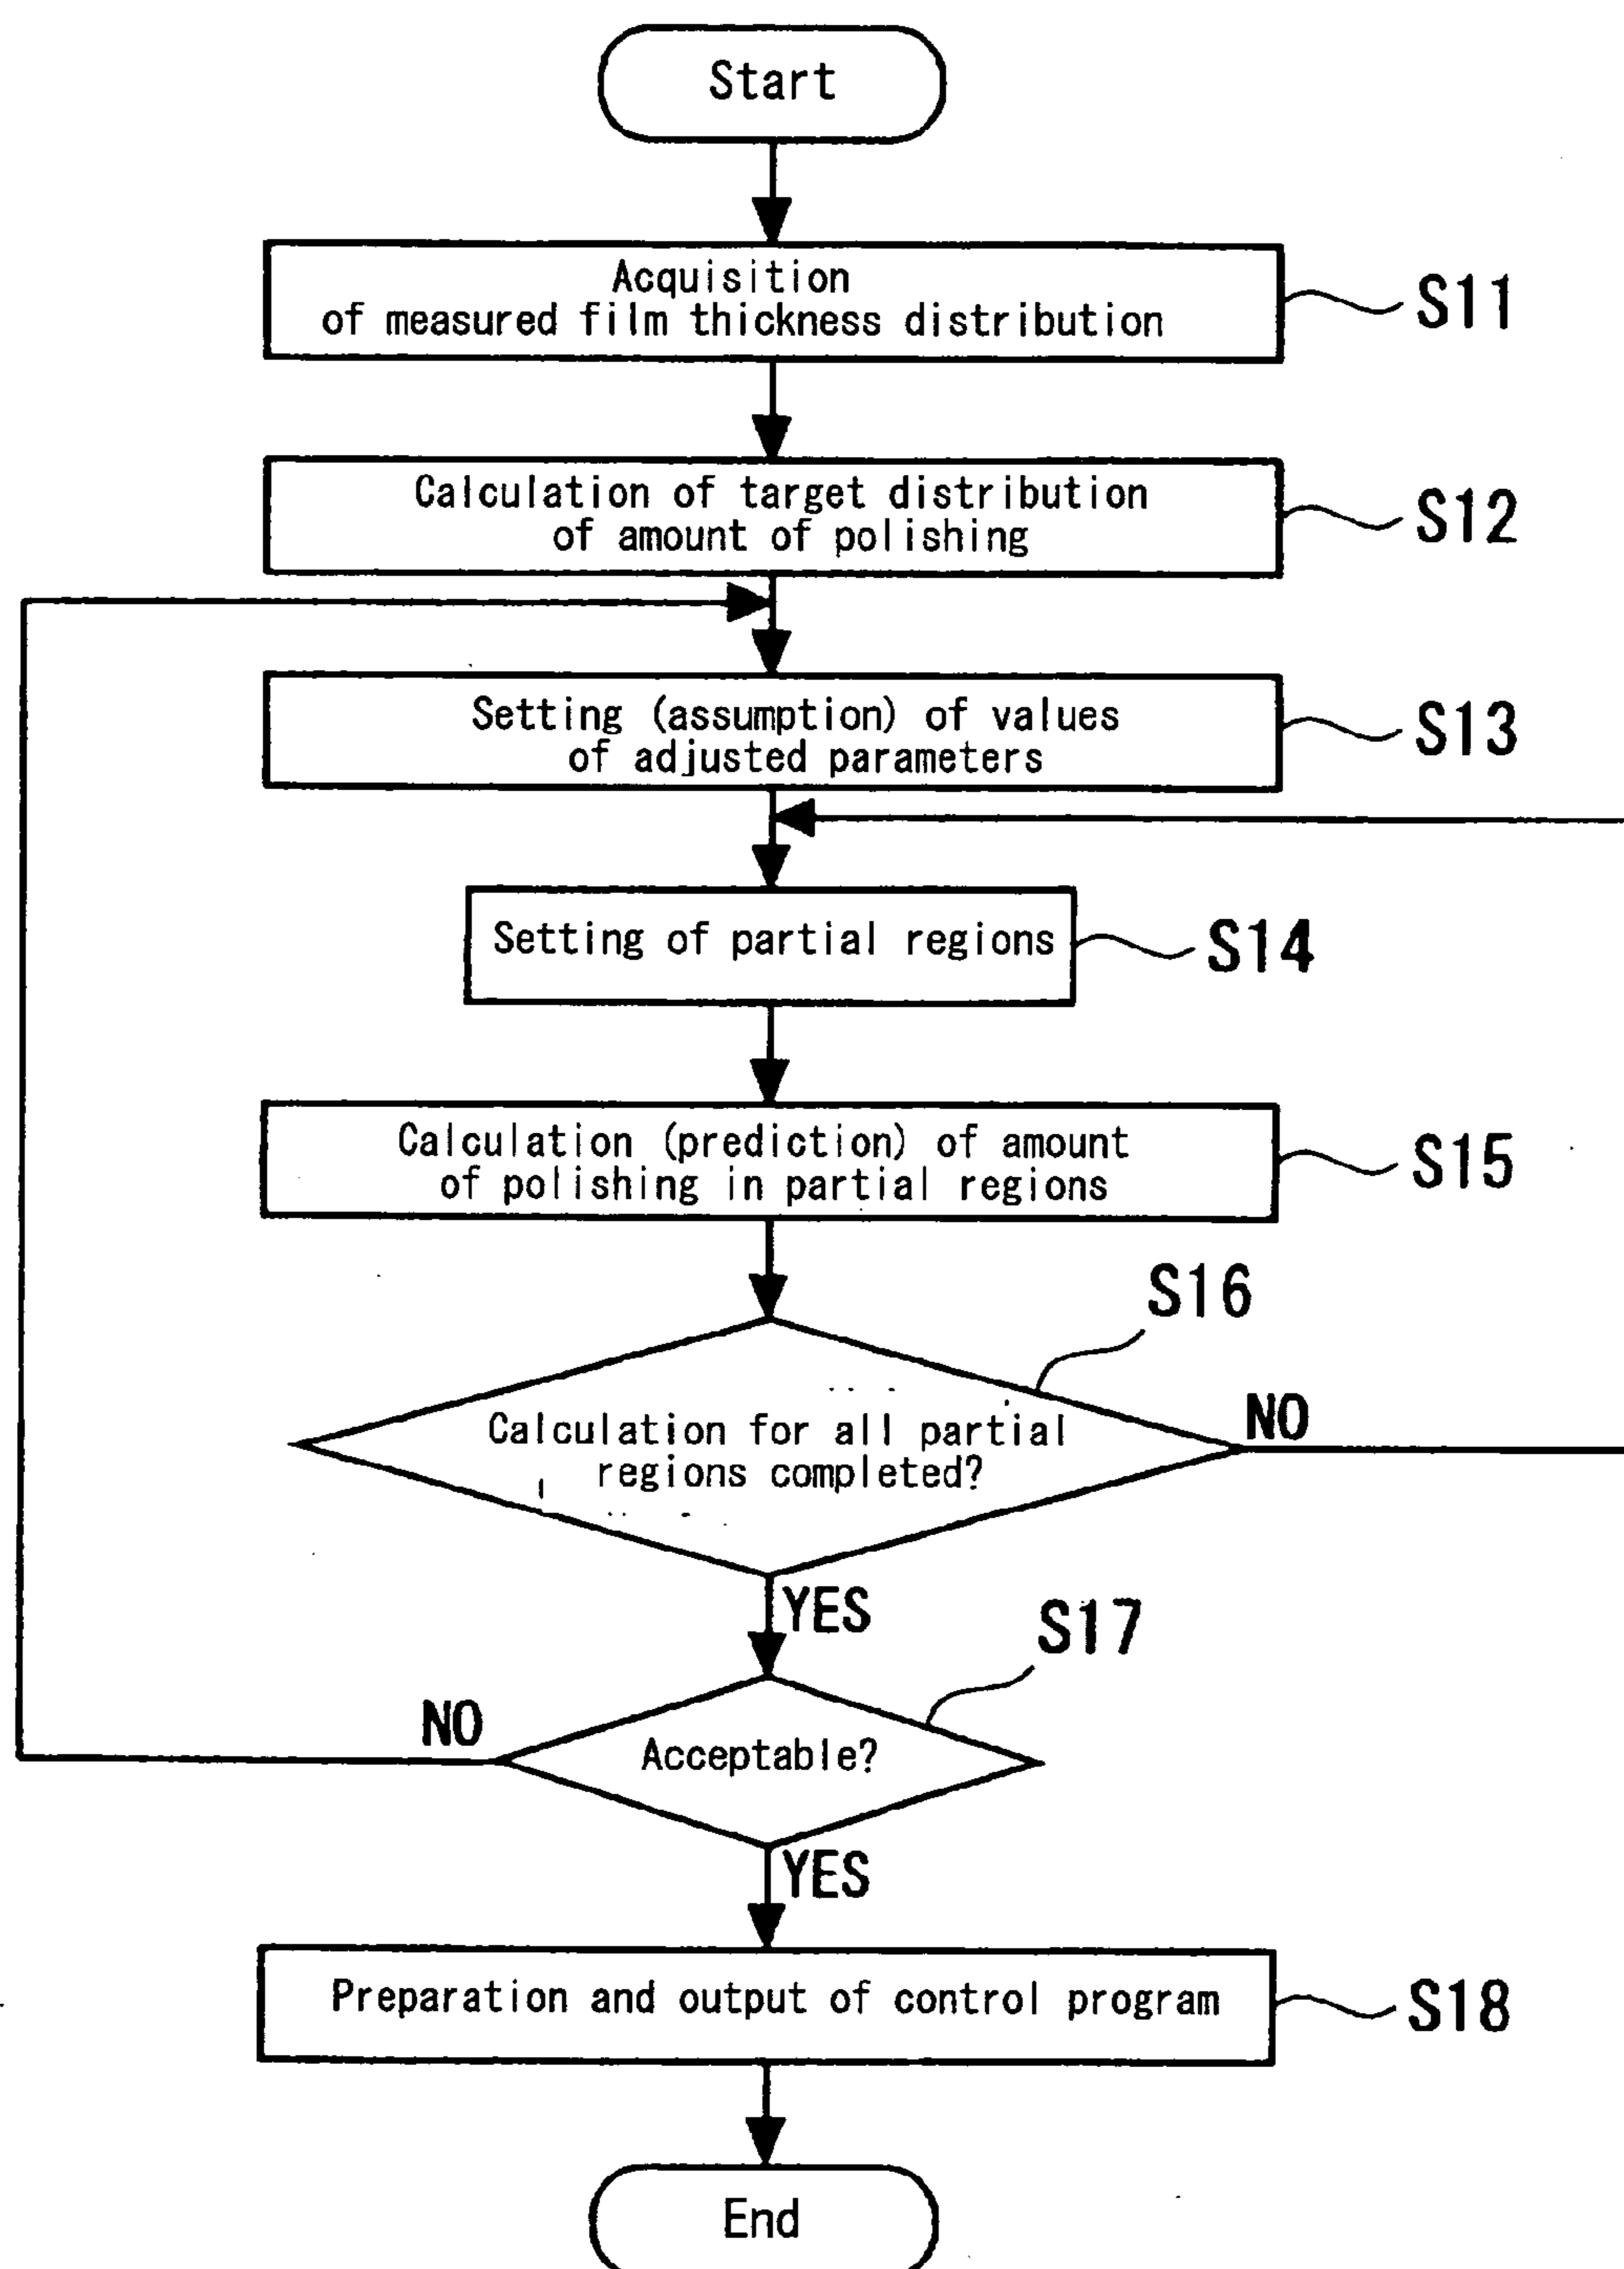 Start
Acquisition
of measured film thickness distribution
S11
Calculation of target distribution
of amount of polishing
S12
Setting (assumption) of values
of adjusted parameters
S13
Setting of partial regions
S14
Calculation (prediction) of amount
of polishing in partial regions
S15
S16
Calculation for all partial
regions completed?
NO
YES
S17
NO
Acceptable?
YES
Preparation and output of control program
S18
End